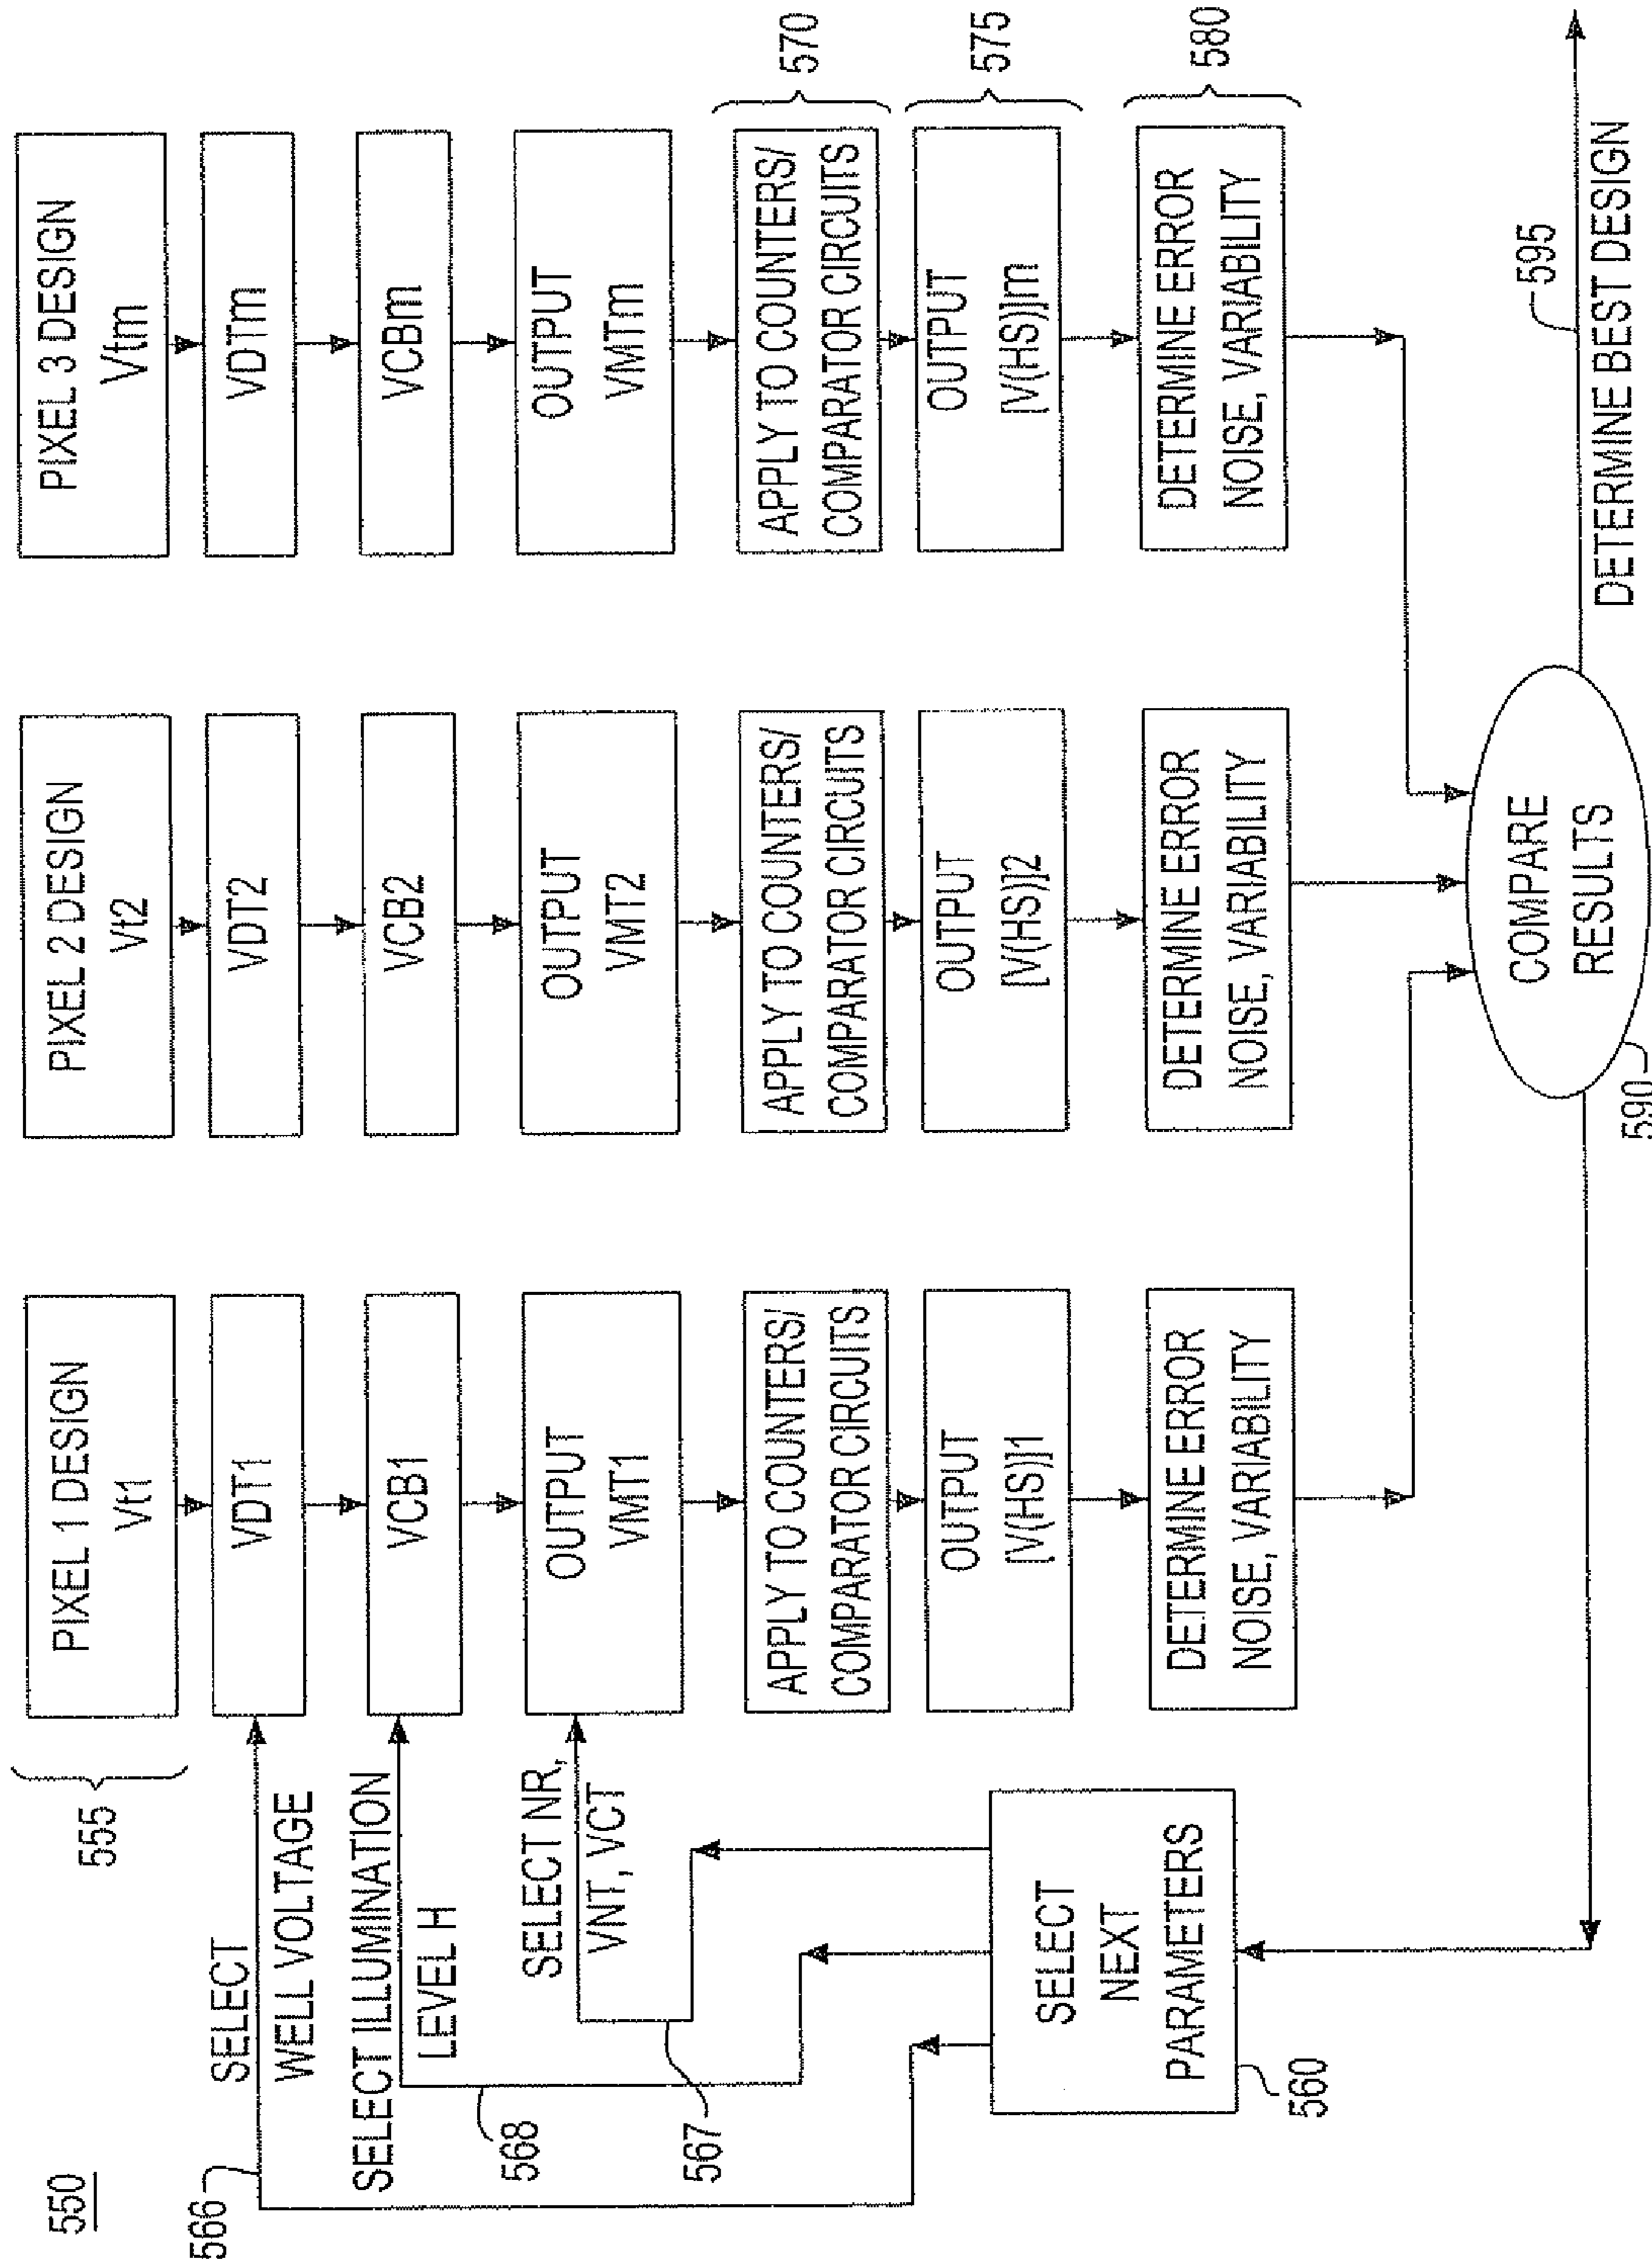 550
555
PIXEL 1 DESIGN
Vt1
PIXEL 2 DESIGN
Vt2
PIXEL 3 DESIGN
Vtm
566
SELECT
WELL VOLTAGE
VDT1
VDT2
VDTm
SELECT ILLUMINATION
LEVEL H
568
VCB1
VCB2
VCBm
SELECT NR,
VNT, VCT
567
OUTPUT
VMT1
OUTPUT
VMT2
OUTPUT
VMTm
APPLY TO COUNTERS/
COMPARATOR CIRCUITS
APPLY TO COUNTERS/
COMPARATOR CIRCUITS
APPLY TO COUNTERS/
COMPARATOR CIRCUITS
570
OUTPUT
[V(HS)]1
OUTPUT
[V(HS)]2
OUTPUT
[V(HS)]m
575
SELECT
NEXT
PARAMETERS
560
DETERMINE ERROR
NOISE, VARIABILITY
DETERMINE ERROR
NOISE, VARIABILITY
DETERMINE ERROR
NOISE, VARIABILITY
580
COMPARE
RESULTS
590
595
DETERMINE BEST DESIGN